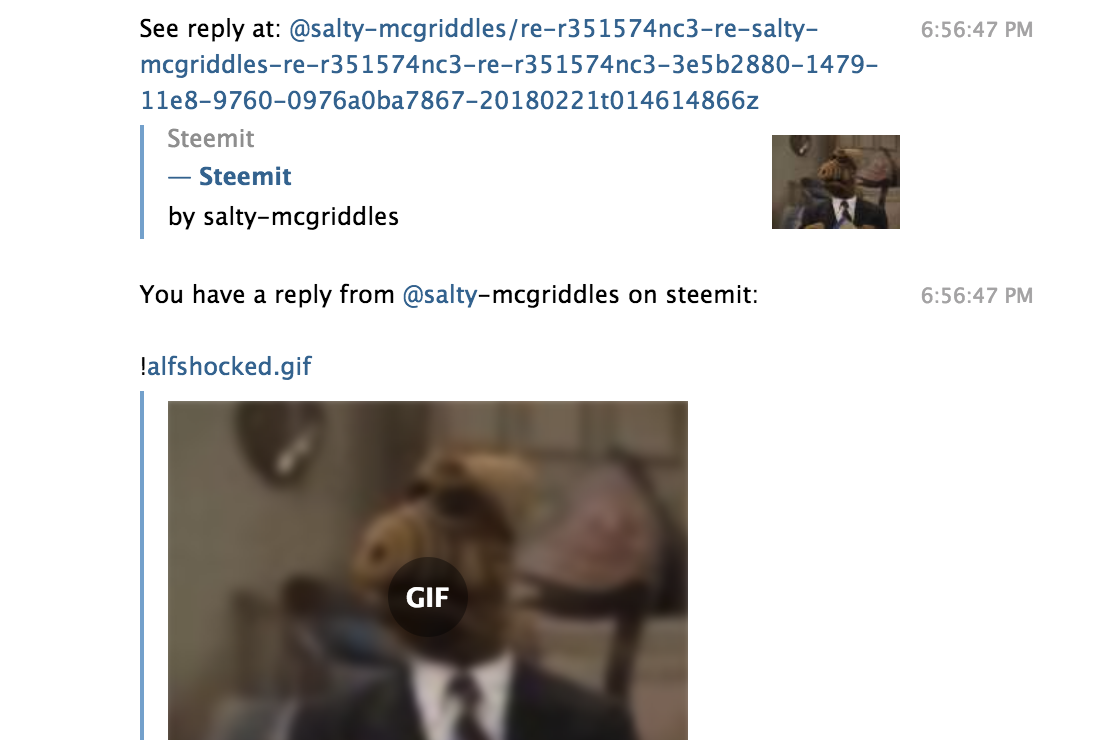 See reply at: @salty-mcgriddles/re-r351574nc3-re-salty- 6:56:47 PM
mcgriddles-re-r351574nc3-re-r351574nc3-3e5b2880-1479-
11e8-9760-0976a0ba7867-20180221t014614866z
Steemit
— Steemit
by salty-mcgriddles
You have a reply from @salty-mcgriddles on steemit: 6:56:47 PM
!alfshocked.gif
GIF